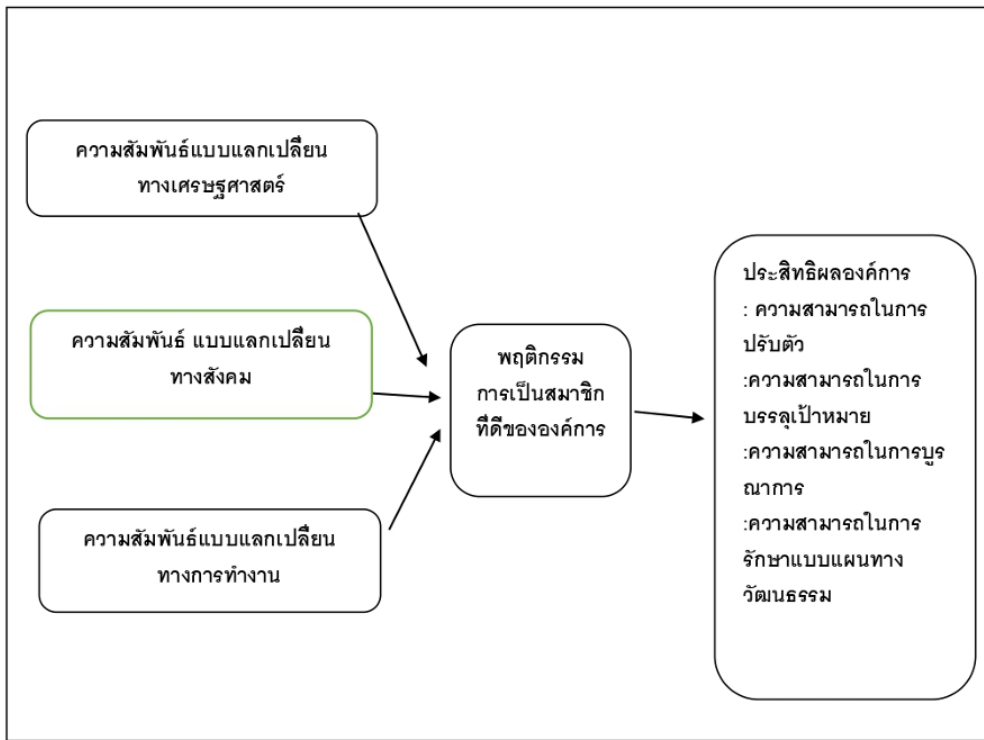 ความสัมพันธ์แบบแลกเปลี่ยน
ทางเศรษฐศาสตร์
ความสัมพันธ์ แบบแลกเปลี่ยน
ทางสังคม
ความสัมพันธ์แบบแลกเปลี่ยน
ทางการทำงาน
พฤติกรรม
การเป็นสมาชิก
ที่ดีขององค์การ
ประสิทธิผลองค์การ
: ความสามารถในการ
ปรับตัว
:ความสามารถในการ
บรรลุเป้าหมาย
:ความสามารถในการบูร
ณาการ
:ความสามารถในการ
รักษาแบบแผนทาง
วัฒนธรรม